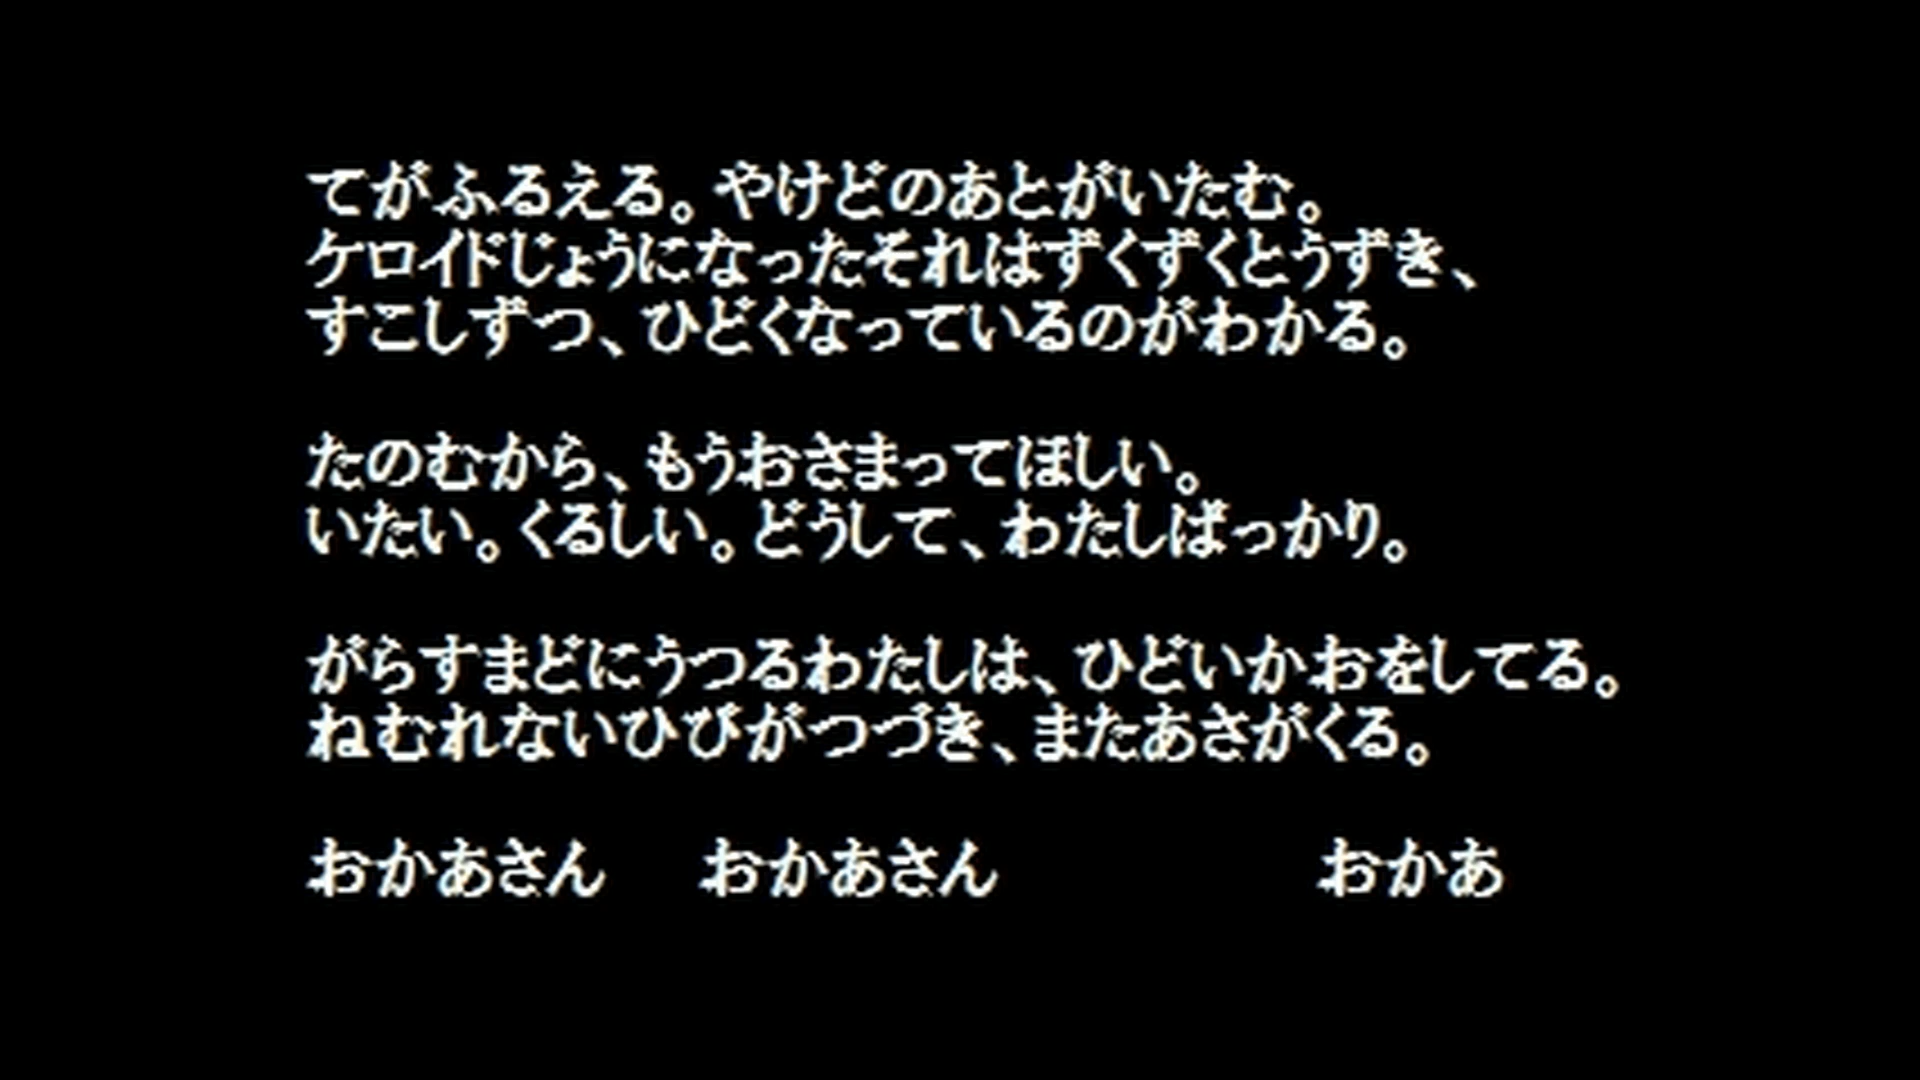 てがふるえる。やけどのあとがいたむ。
ケロイドじょうになったそれはずくずくとうずき、
すこしずつ、ひどくなっているのがわかる。
たのむから、もうおさまってほしい。
いたい。くるしい。どうして、わたしばっかり。
がらすまどにうつるわたしは、ひどいかおをしてる。
ねむれないひびがつづき、またあさがくる。
おかあさん　おかあさん　　　　　おかあ